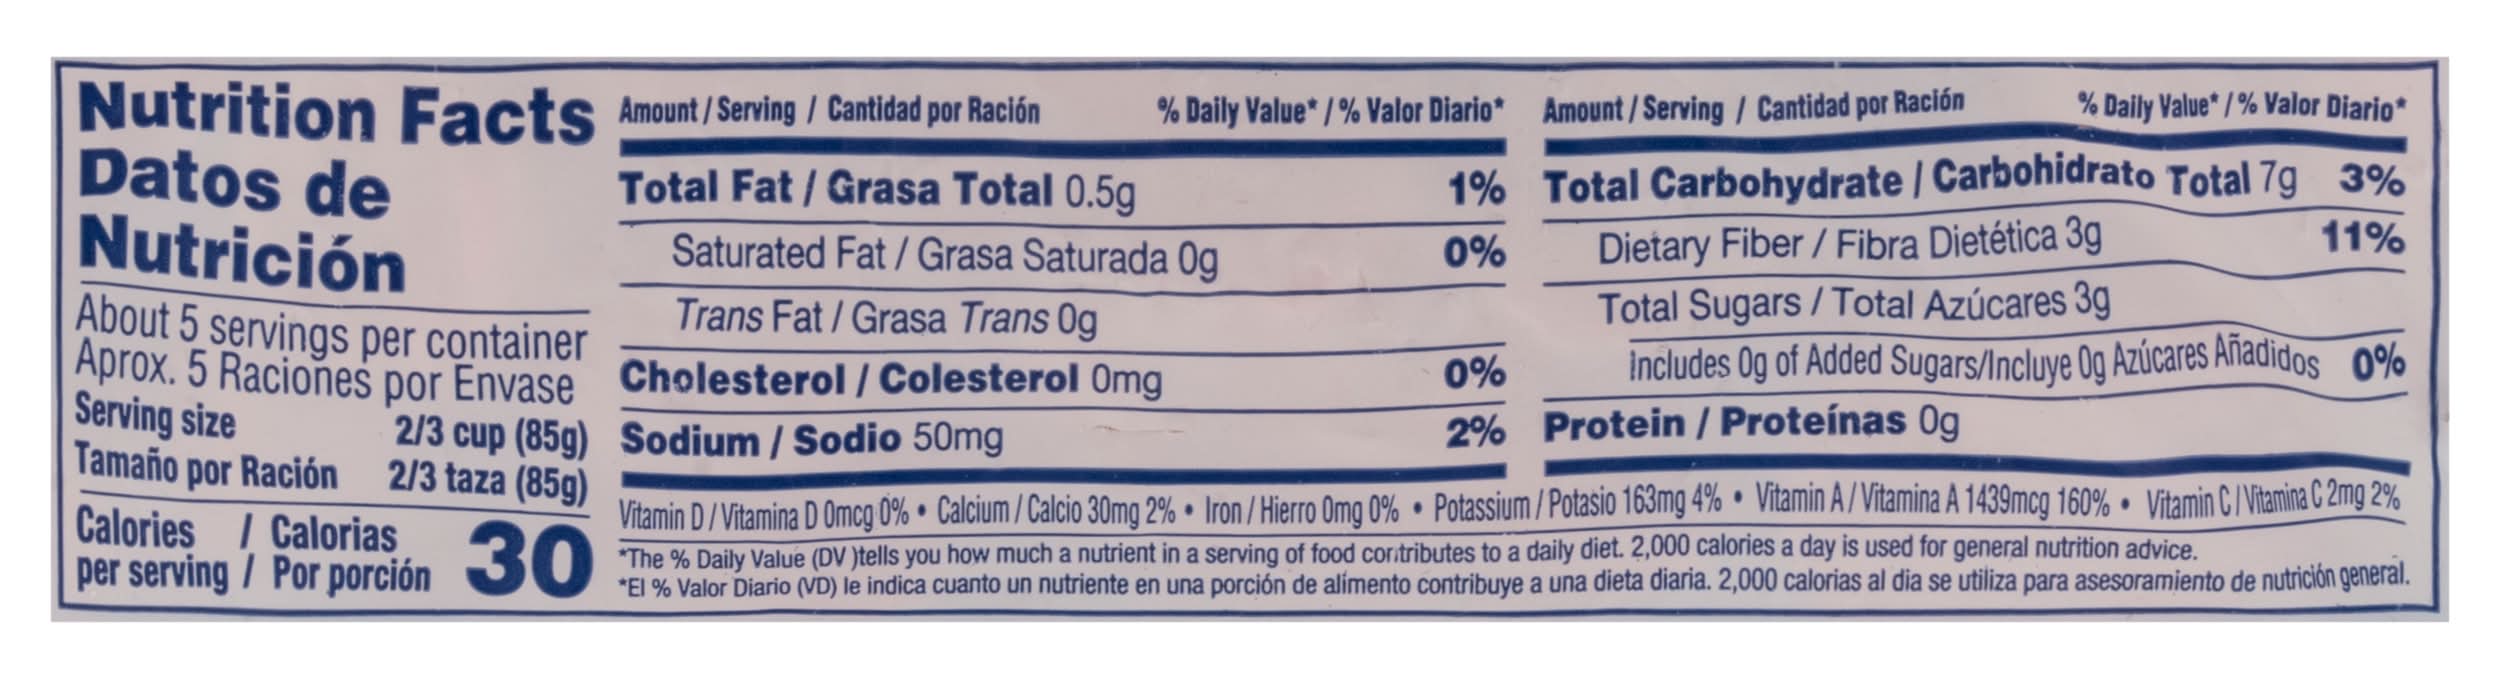 Nutrition Facts
Datos de
Nutrición
About 5 servings per container
Aprox. 5 Raciones por Envase
Serving size 2/3 cup (85g)
Tamaño por Ración 2/3 taza (85g)
Calories / Calorias
per serving / Por porción 30
Amount / Serving / Cantidad por Ración % Daily Value* / % Valor Diario*
Total Fat / Grasa Total 0.5g 1%
Saturated Fat / Grasa Saturada 0g 0%
Trans Fat / Grasa Trans 0g
Cholesterol / Colesterol 0mg 0%
Sodium / Sodio 50mg 2%
Amount / Serving / Cantidad por Ración % Daily Value* / % Valor Diario*
Total Carbohydrate / Carbohidrato Total 7g 3%
Dietary Fiber / Fibra Dietética 3g 11%
Total Sugars / Total Azúcares 3g
Includes 0g of Added Sugars/Incluye 0g Azúcares Añadidos 0%
Protein / Proteínas 0g
Vitamin D / Vitamina D 0mcg 0% • Calcium / Calcio 30mg 2% • Iron / Hierro 0mg 0% • Potassium / Potasio 163mg 4% • Vitamin A / Vitamina A 1439mcg 160% • Vitamin C / Vitamina C 2mg 2%
*The % Daily Value (DV )tells you how much a nutrient in a serving of food contributes to a daily diet. 2,000 calories a day is used for general nutrition advice.
*El % Valor Diario (VD) le indica cuanto un nutriente en una porción de alimento contribuye a una dieta diaria. 2,000 calorias al dia se utiliza para asesoramiento de nutrición general.